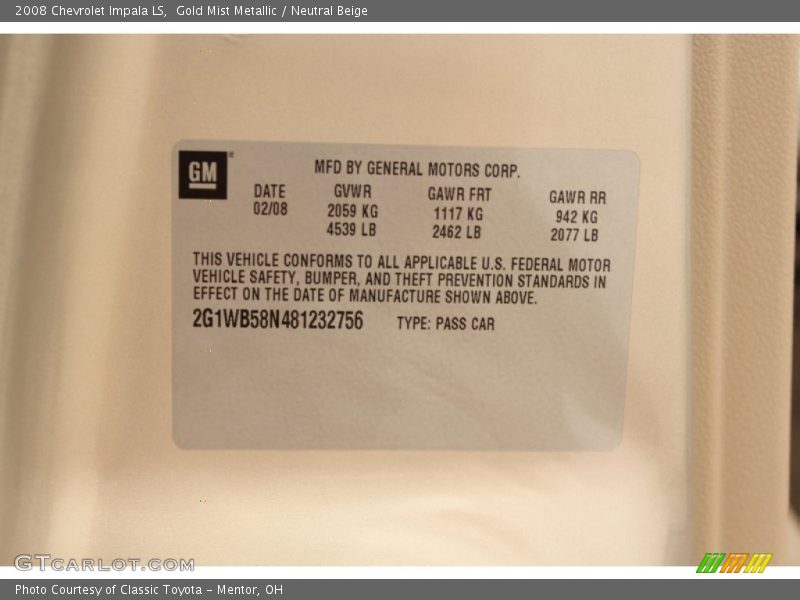 2008 Chevrolet Impala LS,  Gold Mist Metallic / Neutral Beige
GM
MFD BY GENERAL MOTORS CORP.
DATE GVWR GAWR FRT GAWR RR
02/08 2059 KG 1117 KG 942 KG
4539 LB 2462 LB 2077 LB
THIS VEHICLE CONFORMS TO ALL APPLICABLE U.S. FEDERAL MOTOR
VEHICLE SAFETY, BUMPER, AND THEFT PREVENTION STANDARDS IN
EFFECT ON THE DATE OF MANUFACTURE SHOWN ABOVE.
2G1WB58N481232756 TYPE: PASS CAR
GTCARLOT.COM
Photo Courtesy of Classic Toyota - Mentor, OH